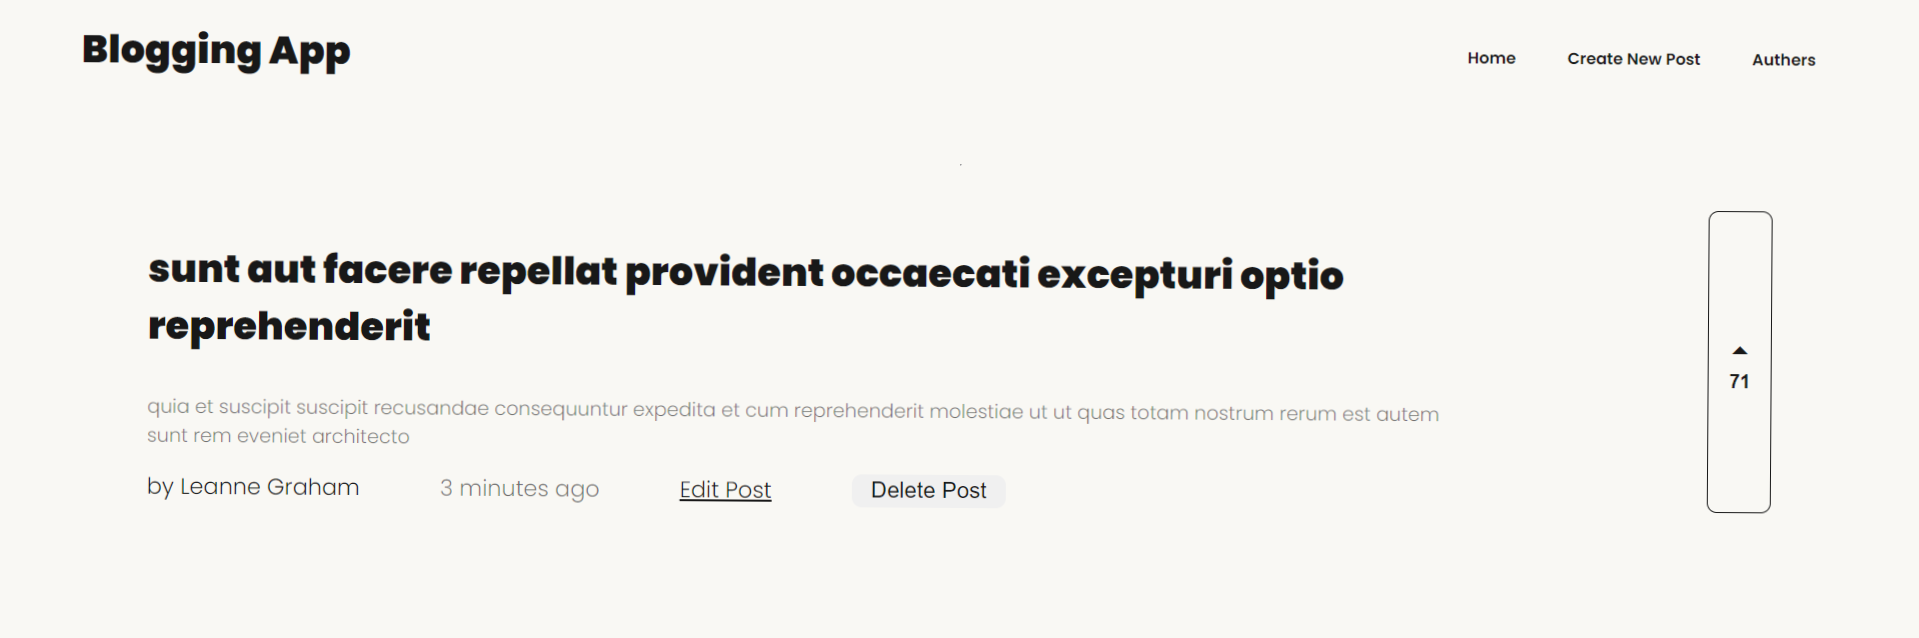 Blogging App
Home Create New Post Authers
sunt aut facere repellat provident occaecati excepturi optio
reprehenderit
71
quia et suscipit suscipit recusandae consequuntur expedita et cum reprehenderit molestiae ut ut quas totam nostrum rerum est autem
sunt rem eveniet architecto
by Leanne Graham 3 minutes ago Edit Post Delete Post